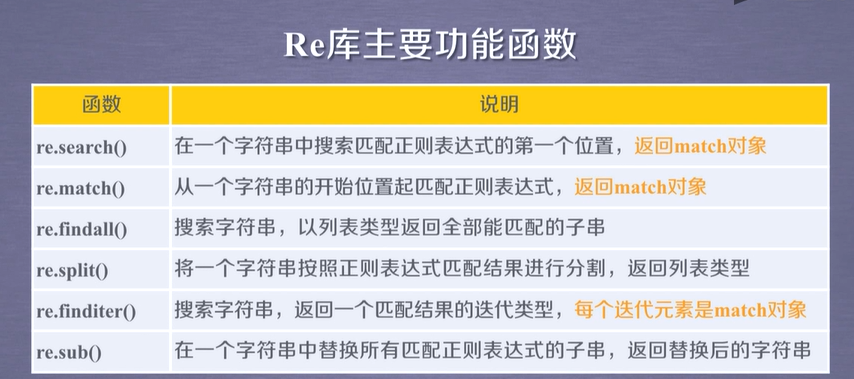 Re库主要功能函数
函数 说明
re.search() 在一个字符串中搜索匹配正则表达式的第一个位置，返回match对象
re.match() 从一个字符串的开始位置起匹配正则表达式，返回match对象
re.findall() 搜索字符串，以列表类型返回全部能匹配的子串
re.split() 将一个字符串按照正则表达式匹配结果进行分割，返回列表类型
re.finditer() 搜索字符串，返回一个匹配结果的迭代类型，每个迭代元素是match对象
re.sub() 在一个字符串中替换所有匹配正则表达式的子串，返回替换后的字符串